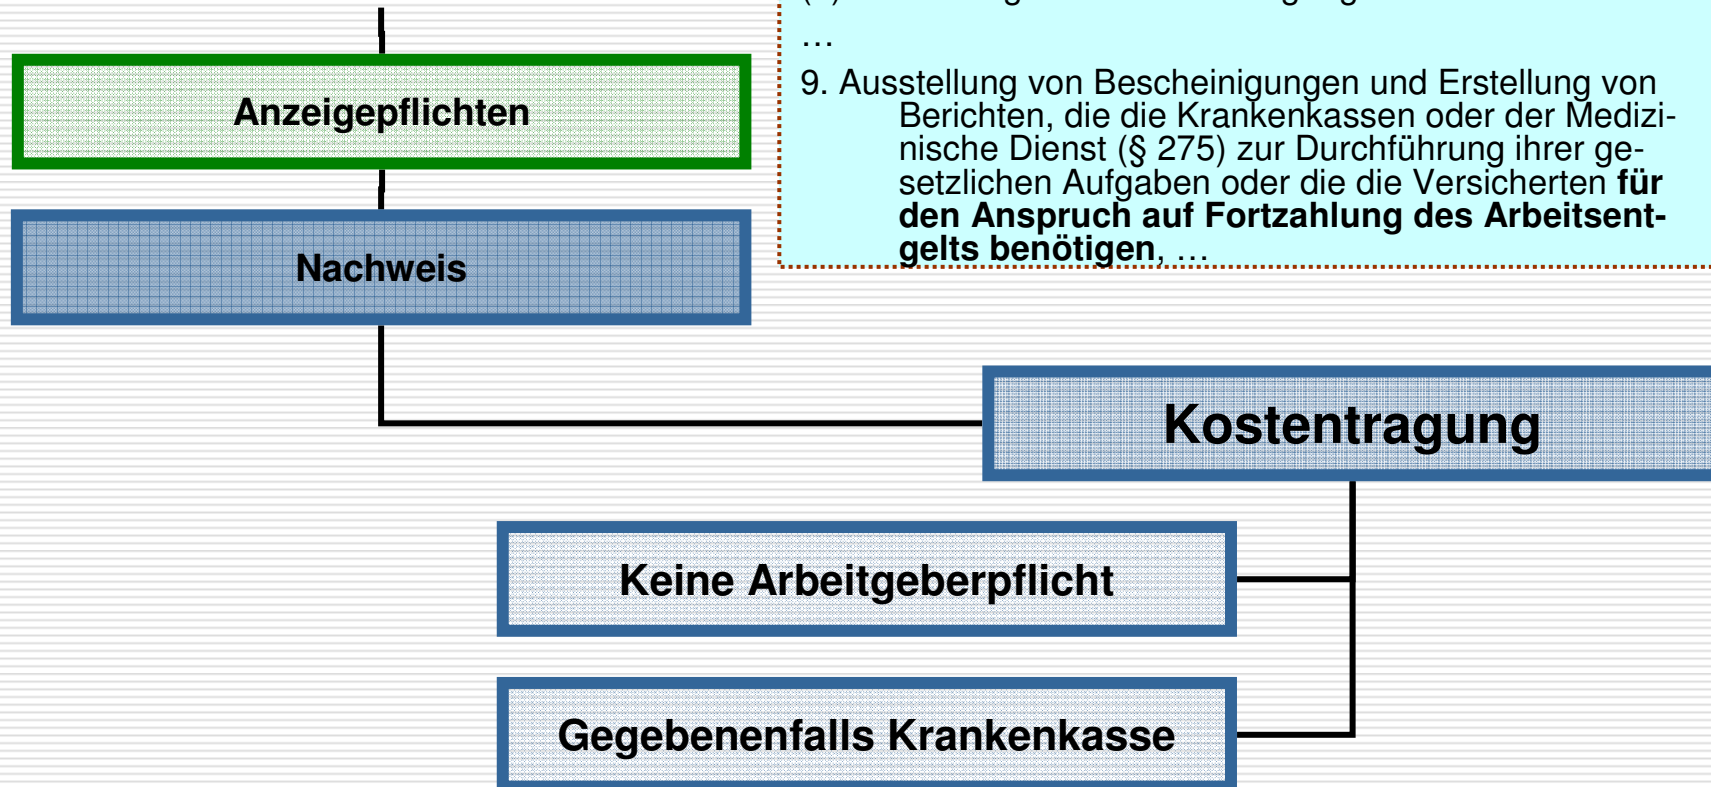 …
9. Ausstellung von Bescheinigungen und Erstellung von
Berichten, die die Krankenkassen oder der Medizi-
nische Dienst (§ 275) zur Durchführung ihrer ge-
setzlichen Aufgaben oder die die Versicherten für
den Anspruch auf Fortzahlung des Arbeitsent-
gelts benötigen, …
Anzeigepflichten
Nachweis
Kostentragung
Keine Arbeitgeberpflicht
Gegebenenfalls Krankenkasse